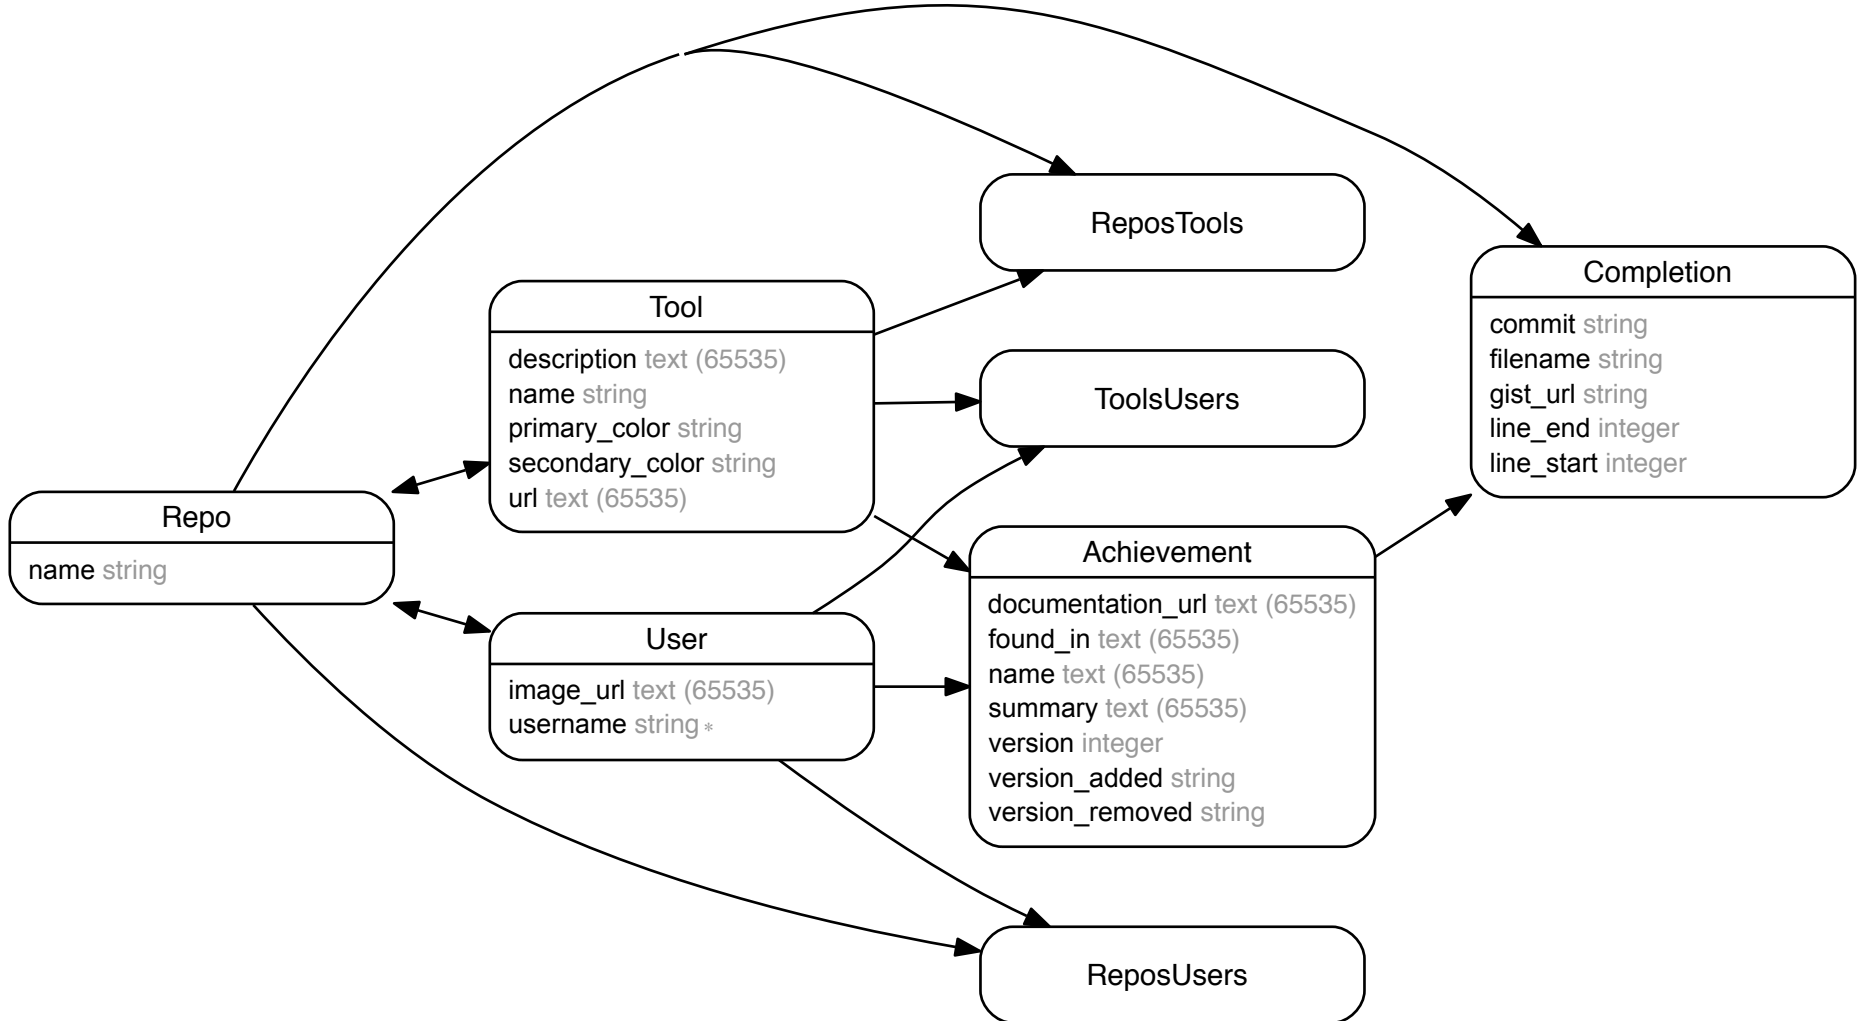 ReposTools
Completion
commit string
filename string
gist_url string
line_end integer
line_start integer
Tool
description text (65535)
name string
primary_color string
secondary_color string
url text (65535)
ToolsUsers
Repo
name string
Achievement
documentation_url text (65535)
found_in text (65535)
name text (65535)
summary text (65535)
version integer
version_added string
version_removed string
User
image_url text (65535)
username string *
ReposUsers